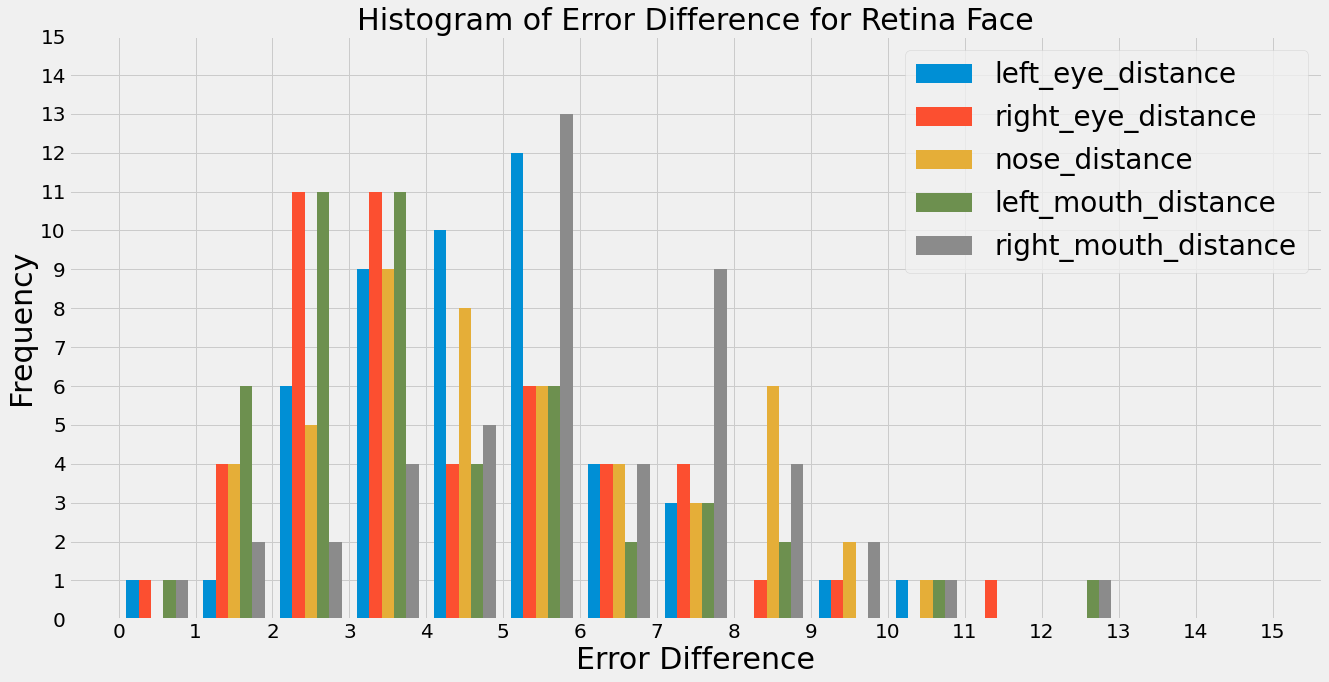 Histogram of Error Difference for Retina Face
15
14
13
12
11
10
9
8
7
6
5
4
3
2
1
0
Frequency
left_eye_distance
right_eye_distance
nose_distance
left_mouth_distance
right_mouth_distance
0 1 2 3 4 5 6 7 8 9 10 11 12 13 14 15
Error Difference